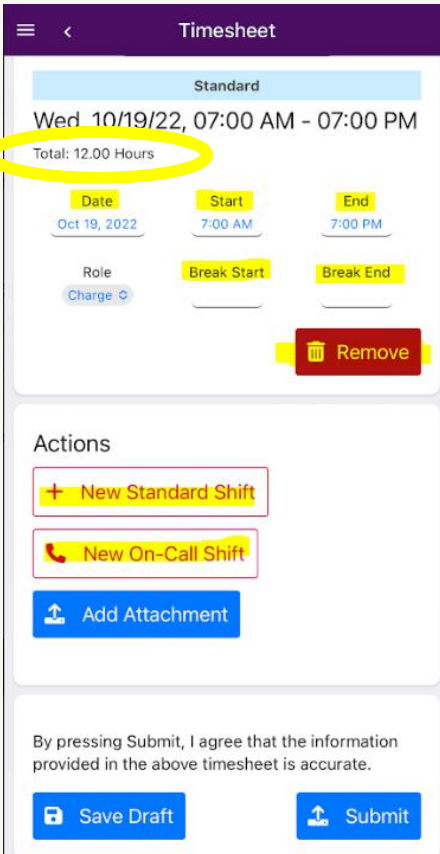 Timesheet
Standard
Wed, 10/19/22, 07:00 AM - 07:00 PM
Total: 12.00 Hours
Date Start End
Oct 19, 2022 7:00 AM 7:00 PM
Role Break Start Break End
Charge
Remove
Actions
+ New Standard Shift
New On-Call Shift
Add Attachment
By pressing Submit, I agree that the information
provided in the above timesheet is accurate.
Save Draft Submit